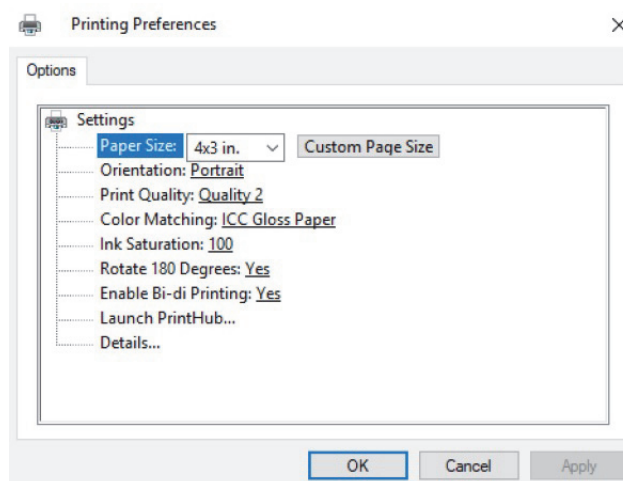 Printing Preferences
Options
Settings
Paper Size: 4x3 in. Custom Page Size
Orientation: Portrait
Print Quality: Quality 2
Color Matching: ICC Gloss Paper
Ink Saturation: 100
Rotate 180 Degrees: Yes
Enable Bi-di Printing: Yes
Launch PrintHub...
Details...
OK Cancel Apply